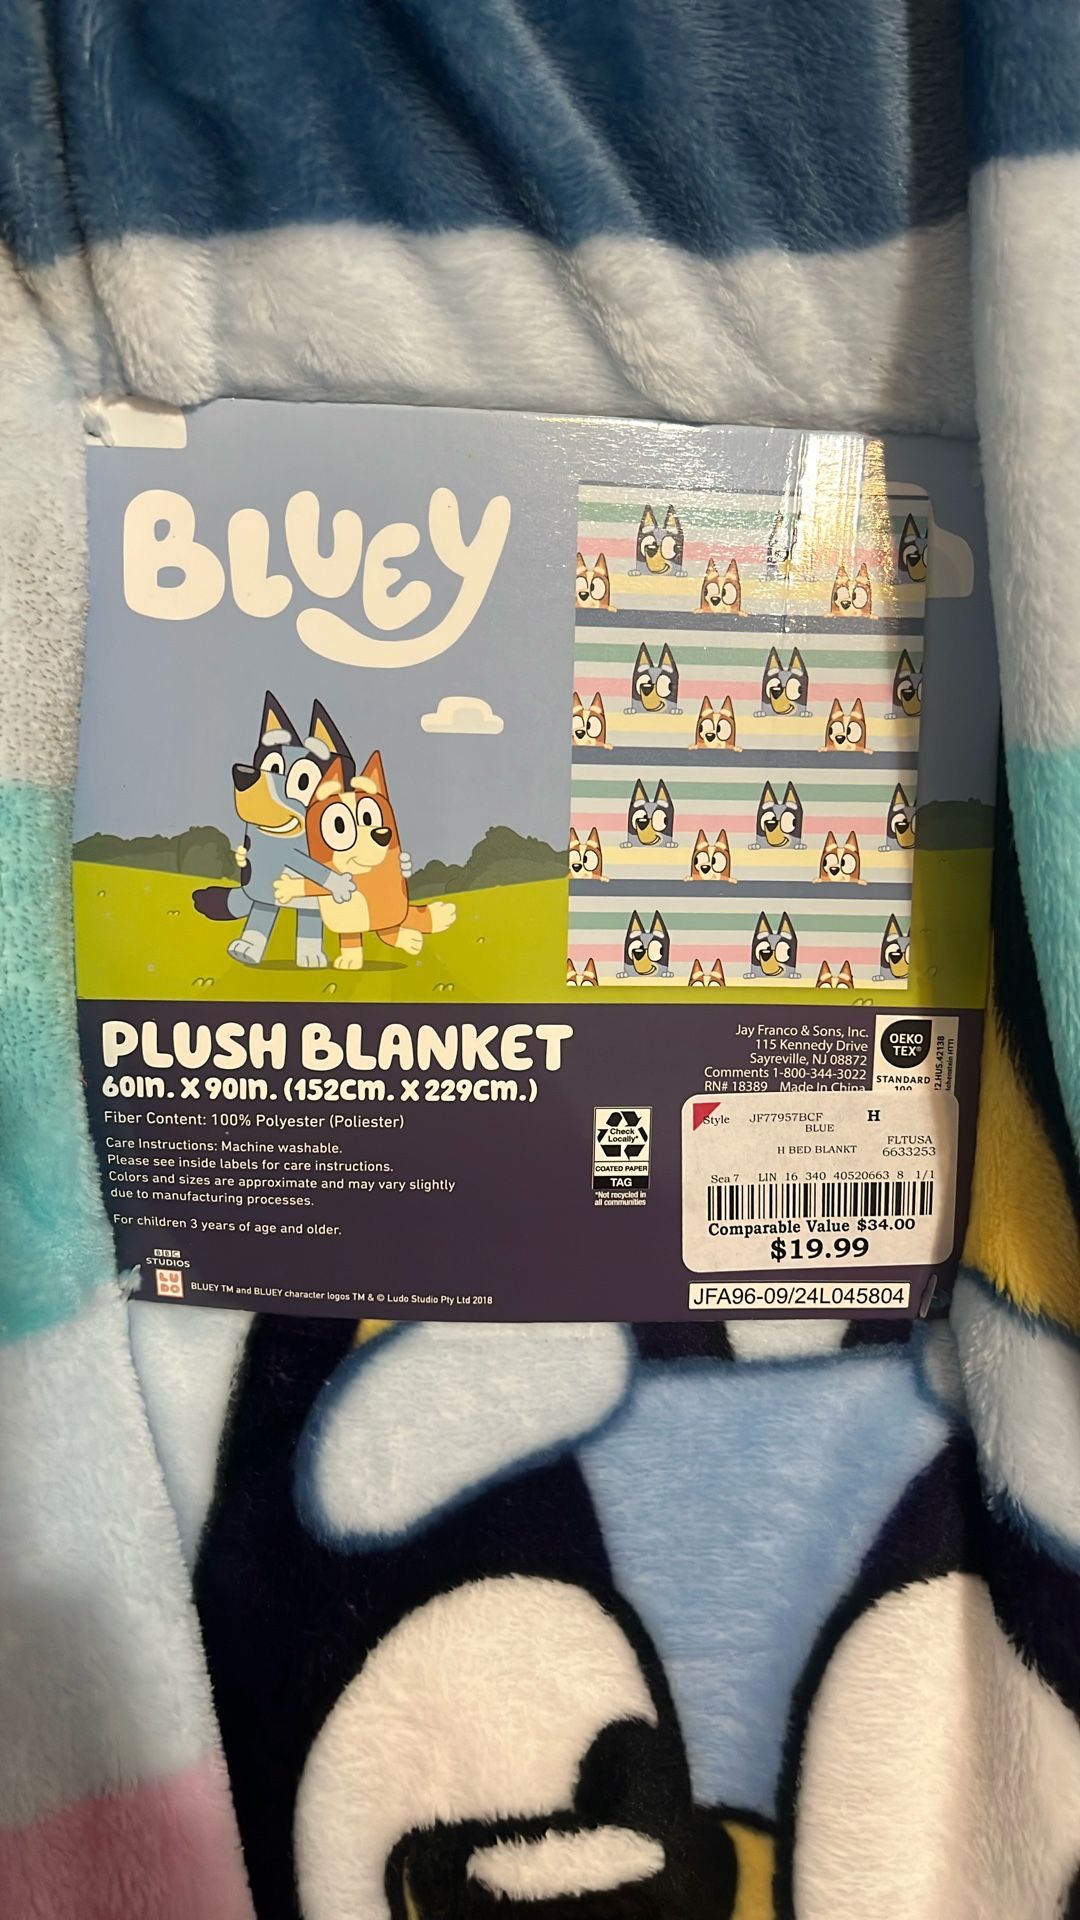 BLUEY
PLUSH BLANKET
60In. X 90In. (152Cm. X 229Cm.)
Fiber Content: 100% Polyester (Poliester)
Care Instructions: Machine washable.
Please see inside labels for care instructions.
Colors and sizes are approximate and may vary slightly
due to manufacturing processes.
For children 3 years of age and older.
BBC
STUDIOS
LU
DO
BLUEY TM and BLUEY character logos TM & © Ludo Studio Pty Ltd 2018
Check
Locally*
COATED PAPER
TAG
*Not recycled in
all communities
Jay Franco & Sons, Inc.
115 Kennedy Drive
Sayreville, NJ 08872
Comments 1-800-344-3022
RN# 18389 Made In China
OEKO
TEX®
STANDARD
100
Style JF77957BCF H
BLUE
H BED BLANKT FLTUSA
6633253
Sea 7 LIN 16 340 40520663 8 1/1
Comparable Value $34.00
$19.99
JFA96-09/24L045804